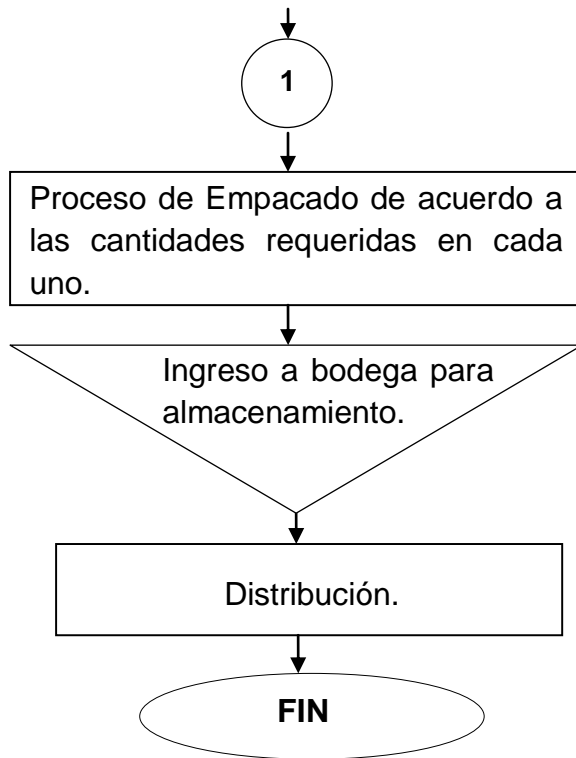 1
Proceso de Empacado de acuerdo a
las cantidades requeridas en cada
uno.
Ingreso a bodega para
almacenamiento.
Distribución.
FIN